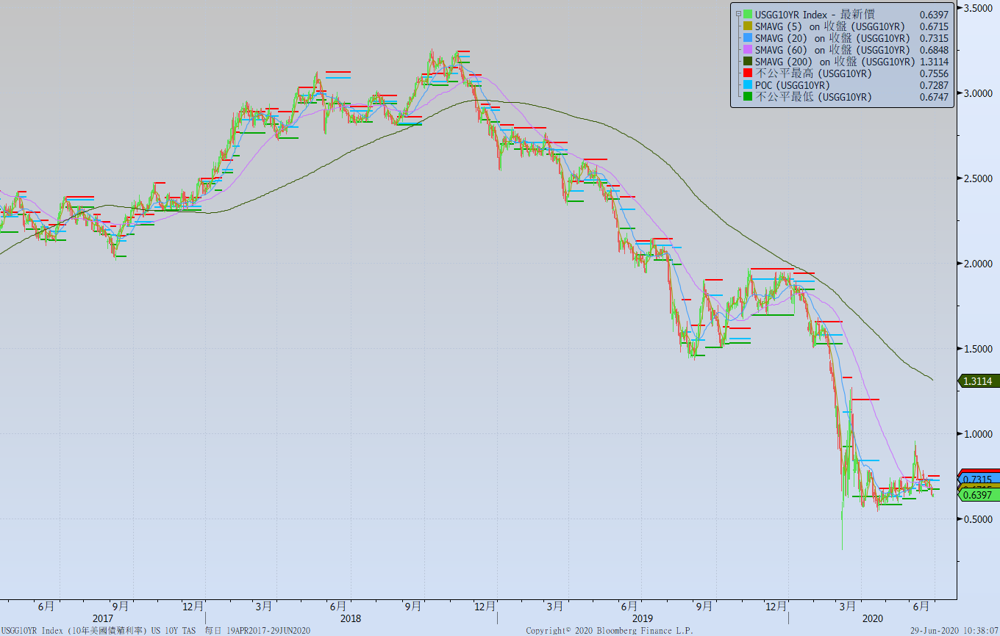 USGG10YR Index - 最新價 0.6397
SMAVG (5) on 收盤 (USGG10YR) 0.6715
SMAVG (20) on 收盤 (USGG10YR) 0.7315
SMAVG (60) on 收盤 (USGG10YR) 0.6848
SMAVG (200) on 收盤 (USGG10YR) 1.3114
不公平最高 (USGG10YR) 0.7556
POC (USGG10YR) 0.7287
不公平最低 (USGG10YR) 0.6747
3.5000
3.0000
2.5000
2.0000
1.5000
1.3114
1.0000
0.7315
0.6397
0.5000
6月 9月 12月 3月 6月 9月 12月 3月 6月 9月 12月 3月 6月
2017 2018 2019 2020
USGG10YR Index (10年美國債殖利率) US 10Y TAS 每日 19APR2017-29JUN2020 Copyright© 2020 Bloomberg Finance L.P. 29-Jun-2020 10:38:07